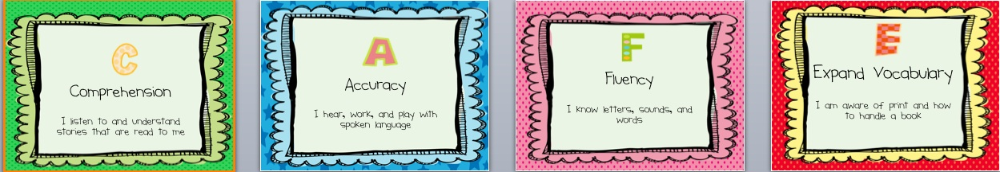 C
Comprehension
I listen to and understand
stories that are read to me
A
Accuracy
I hear, work, and play with
spoken language
F
Fluency
I know letters, sounds, and
words
E
Expand Vocabulary
I am aware of print and how
to handle a book